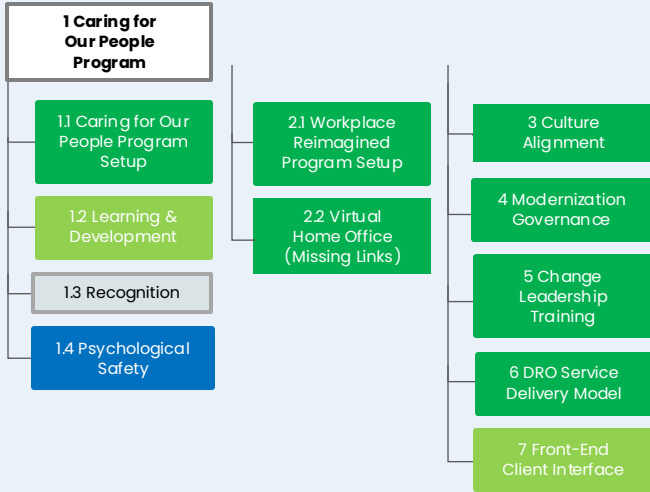 1 Caring for
Our People
Program
1.1 Caring for Our
People Program
Setup
1.2 Learning &
Development
1.3 Recognition
1.4 Psychological
Safety
2.1 Workplace
Reimagined
Program Setup
2.2 Virtual
Home Office
(Missing Links)
3 Culture
Alignment
4 Modernization
Governance
5 Change
Leadership
Training
6 DRO Service
Delivery Model
7 Front-End
Client Interface